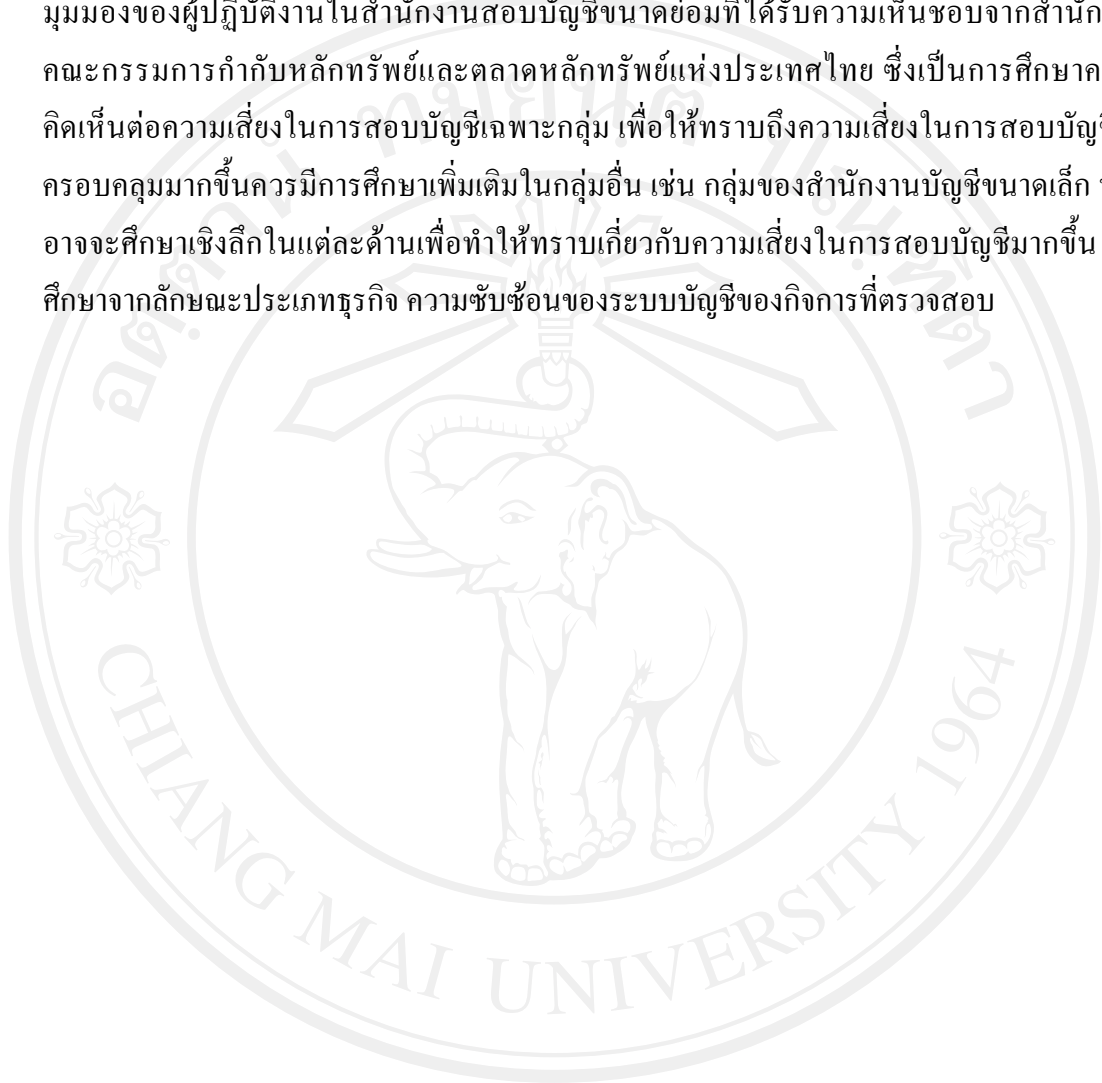 มุมมองของผู้ปฏิบัติงานในสำนักงานสอบบัญชีขนาดย่อมที่ได้รับความเห็นชอบจากสำนัก
คณะกรรมการกำกับหลักทรัพย์และตลาดหลักทรัพย์แห่งประเทศไทย ซึ่งเป็นการศึกษาค
คิดเห็นต่อความเสี่ยงในการสอบบัญชีเฉพาะกลุ่ม เพื่อให้ทราบถึงความเสี่ยงในการสอบบัญชี
ครอบคลุมมากขึ้นควรมีการศึกษาเพิ่มเติมในกลุ่มอื่น เช่น กลุ่มของสำนักงานบัญชีขนาดเล็ก
อาจจะศึกษาเชิงลึกในแต่ละด้านเพื่อทำให้ทราบเกี่ยวกับความเสี่ยงในการสอบบัญชีมากขึ้น
ศึกษาจากลักษณะประเภทธุรกิจ ความซับซ้อนของระบบบัญชีของกิจการที่ตรวจสอบ
อตฺตานํ ทมยนฺติ ปณฺฑิตา
CHIANG MAI UNIVERSITY 1964